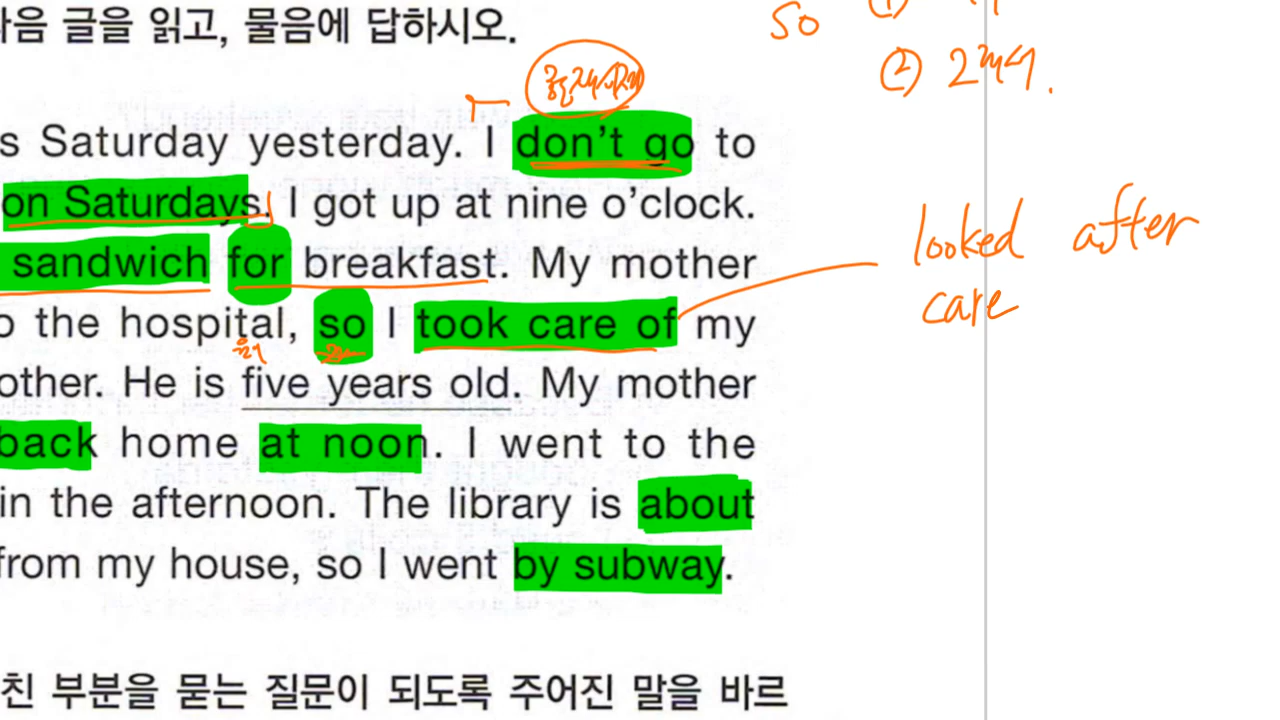 다음 글을 읽고, 물음에 답하시오.
so
(2) 그래서.
s Saturday yesterday. I don't go to
on Saturdays. I got up at nine o'clock.
sandwich for breakfast. My mother
o the hospital, so I took care of my
other. He is five years old. My mother
back home at noon. I went to the
in the afternoon. The library is about
from my house, so I went by subway.
looked after
care
친 부분을 묻는 질문이 되도록 주어진 말을 바르